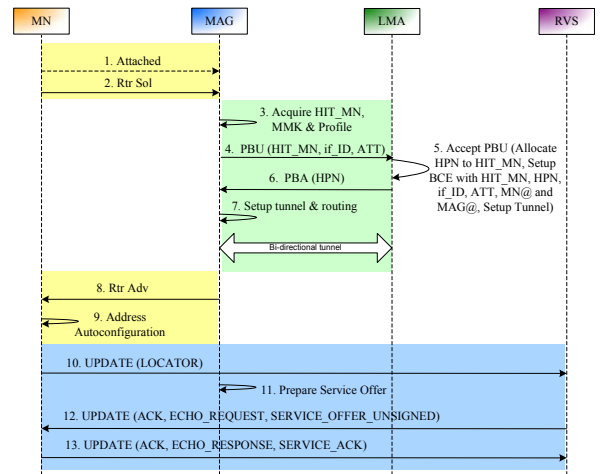 MN
MAG
LMA
RVS
1. Attached
2. Rtr Sol
3. Acquire HIT_MN,
MMK & Profile
4. PBU (HIT_MN, if_ID, ATT)
5. Accept PBU (Allocate
HPN to HIT_MN, Setup
BCE with HIT_MN, HPN,
if_ID, ATT, MN@ and
MAG@, Setup Tunnel)
6. PBA (HPN)
7. Setup tunnel & routing
Bi-directional tunnel
8. Rtr Adv
9. Address
Autoconfiguration
10. UPDATE (LOCATOR)
11. Prepare Service Offer
12. UPDATE (ACK, ECHO_REQUEST, SERVICE_OFFER_UNSIGNED)
13. UPDATE (ACK, ECHO_RESPONSE, SERVICE_ACK)